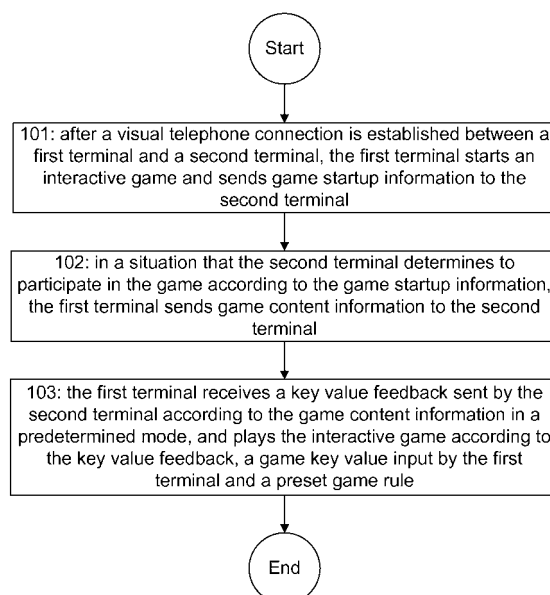 Start
101: after a visual telephone connection is established between a
first terminal and a second terminal, the first terminal starts an
interactive game and sends game startup information to the
second terminal
102: in a situation that the second terminal determines to
participate in the game according to the game startup information,
the first terminal sends game content information to the second
terminal
103: the first terminal receives a key value feedback sent by the
second terminal according to the game content information in a
predetermined mode, and plays the interactive game according to
the key value feedback, a game key value input by the first
terminal and a preset game rule
End